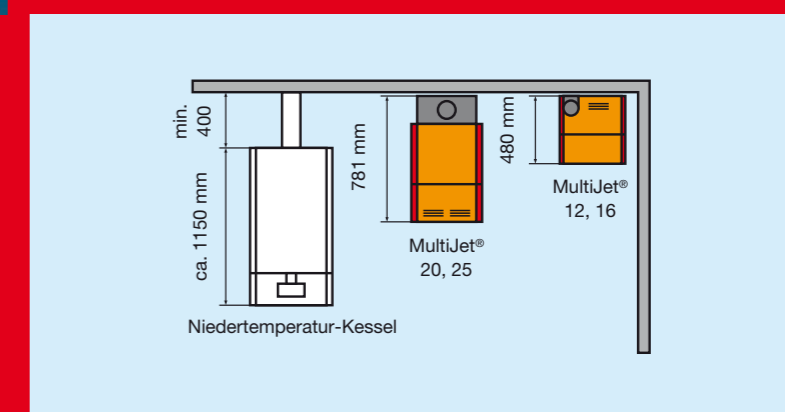 min.
400
ca. 1150 mm
Niedertemperatur-Kessel
781 mm
MultiJet®
20, 25
480 mm
MultiJet®
12, 16